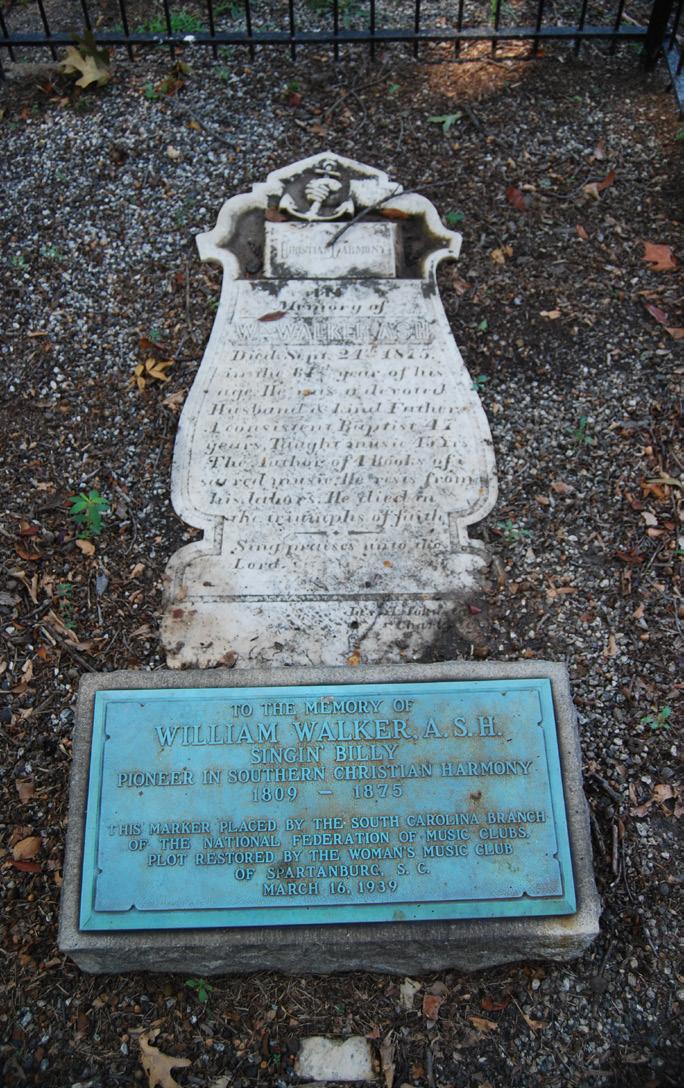 CHRISTIAN HARMONY
IN
Memory of
W. WALKER, A.S.H.
Died Sept. 24th 1875,
in the 67th year of his
age. He was a devoted
Husband & kind Father.
A consistent Baptist 47
years. Taught music 45 Yrs.
The Author of 4 Books of
sacred music. He rests from
his labors. He died in
the triumphs of faith.
Sing praises unto the
Lord.
TO THE MEMORY OF
WILLIAM WALKER, A.S.H.
SINGIN' BILLY
PIONEER IN SOUTHERN CHRISTIAN HARMONY
1809 — 1875
THIS MARKER PLACED BY THE SOUTH CAROLINA BRANCH
OF THE NATIONAL FEDERATION OF MUSIC CLUBS.
PLOT RESTORED BY THE WOMAN'S MUSIC CLUB
OF SPARTANBURG, S. C.
MARCH 16, 1939